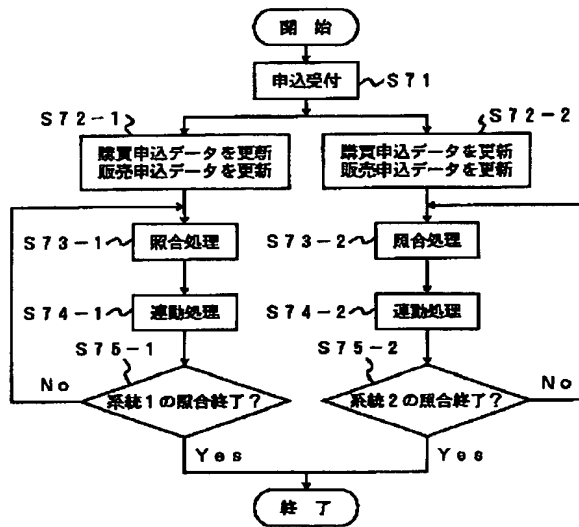 開 始
申込受付
S71
S72-1
S72-2
購買申込データを更新
販売申込データを更新
購買申込データを更新
販売申込データを更新
S73-1
照合処理
S73-2
照合処理
S74-1
連動処理
S74-2
連動処理
S75-1
S75-2
No
系統1の照合終了?
系統2の照合終了?
No
Yes
Yes
終 了